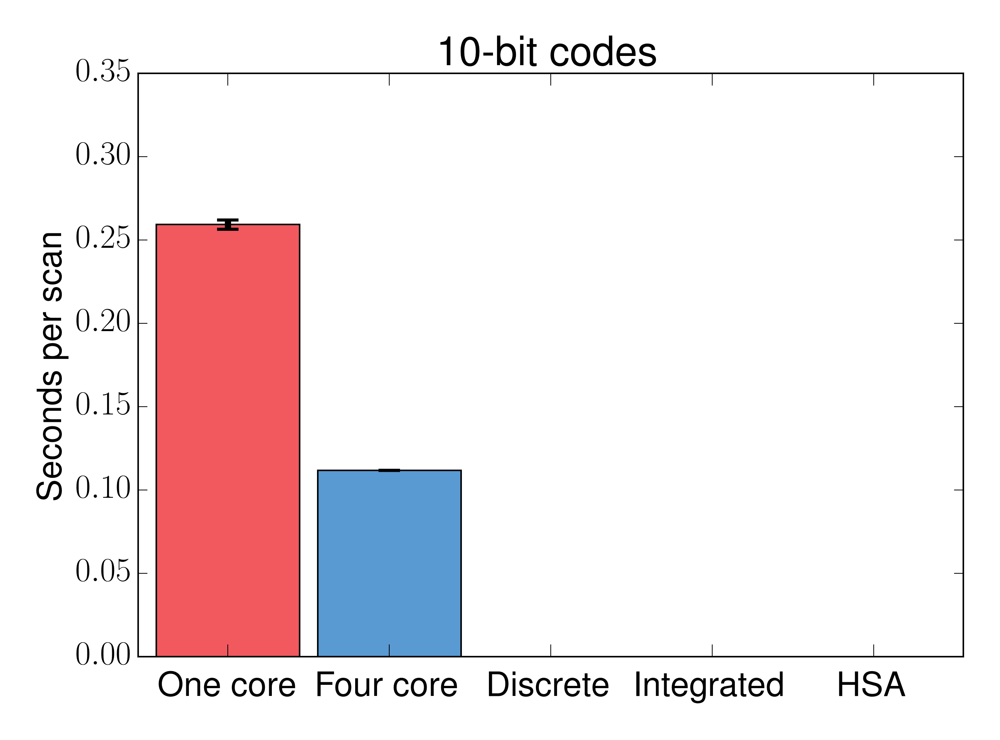 10-bit codes
Seconds per scan
0.35
0.30
0.25
0.20
0.15
0.10
0.05
0.00
One core Four core Discrete Integrated HSA